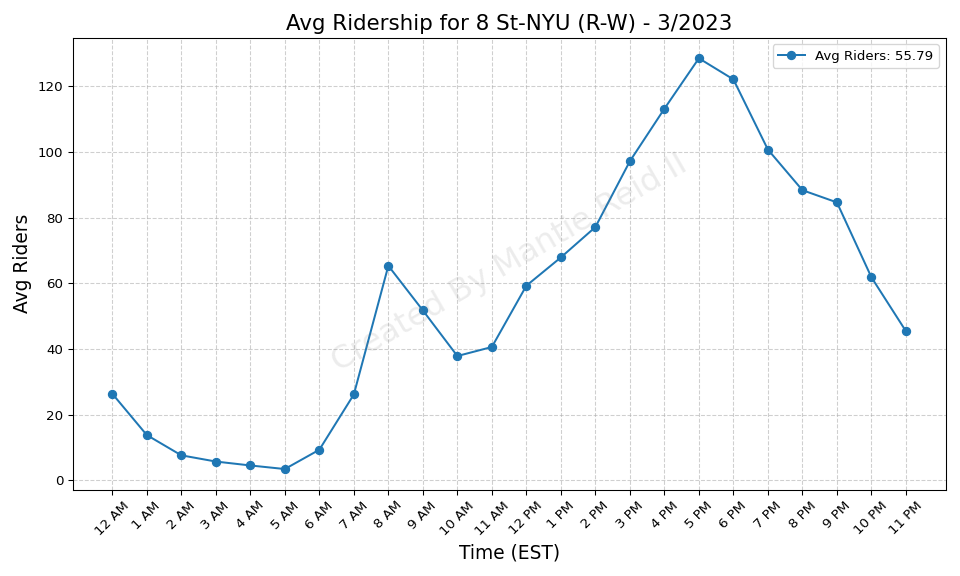 Avg Ridership for 8 St-NYU (R-W) - 3/2023
Avg Riders: 55.79
120
100
80
60
40
20
0
Avg Riders
Created By Mantle Reid II
12 AM
1 AM
2 AM
3 AM
4 AM
5 AM
6 AM
7 AM
8 AM
9 AM
10 AM
11 AM
12 PM
1 PM
2 PM
3 PM
4 PM
5 PM
6 PM
7 PM
8 PM
9 PM
10 PM
11 PM
Time (EST)